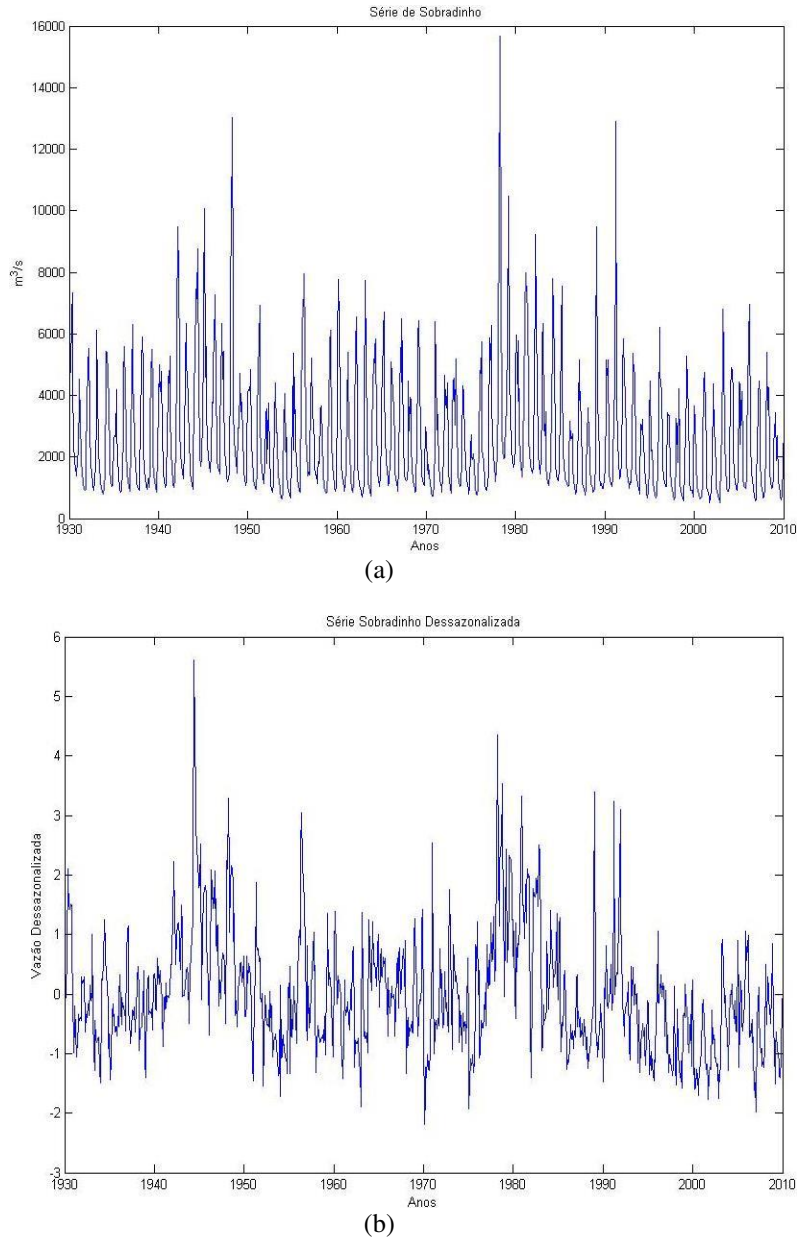 Série de Sobradinho
16000
14000
12000
10000
8000
6000
4000
2000
0
m³/s
1930 1940 1950 1960 1970 1980 1990 2000 2010
Anos
(a)
Série Sobradinho Dessazonalizada
6
5
4
3
2
1
0
-1
-2
-3
Vazão Dessazonalizada
1930 1940 1950 1960 1970 1980 1990 2000 2010
Anos
(b)